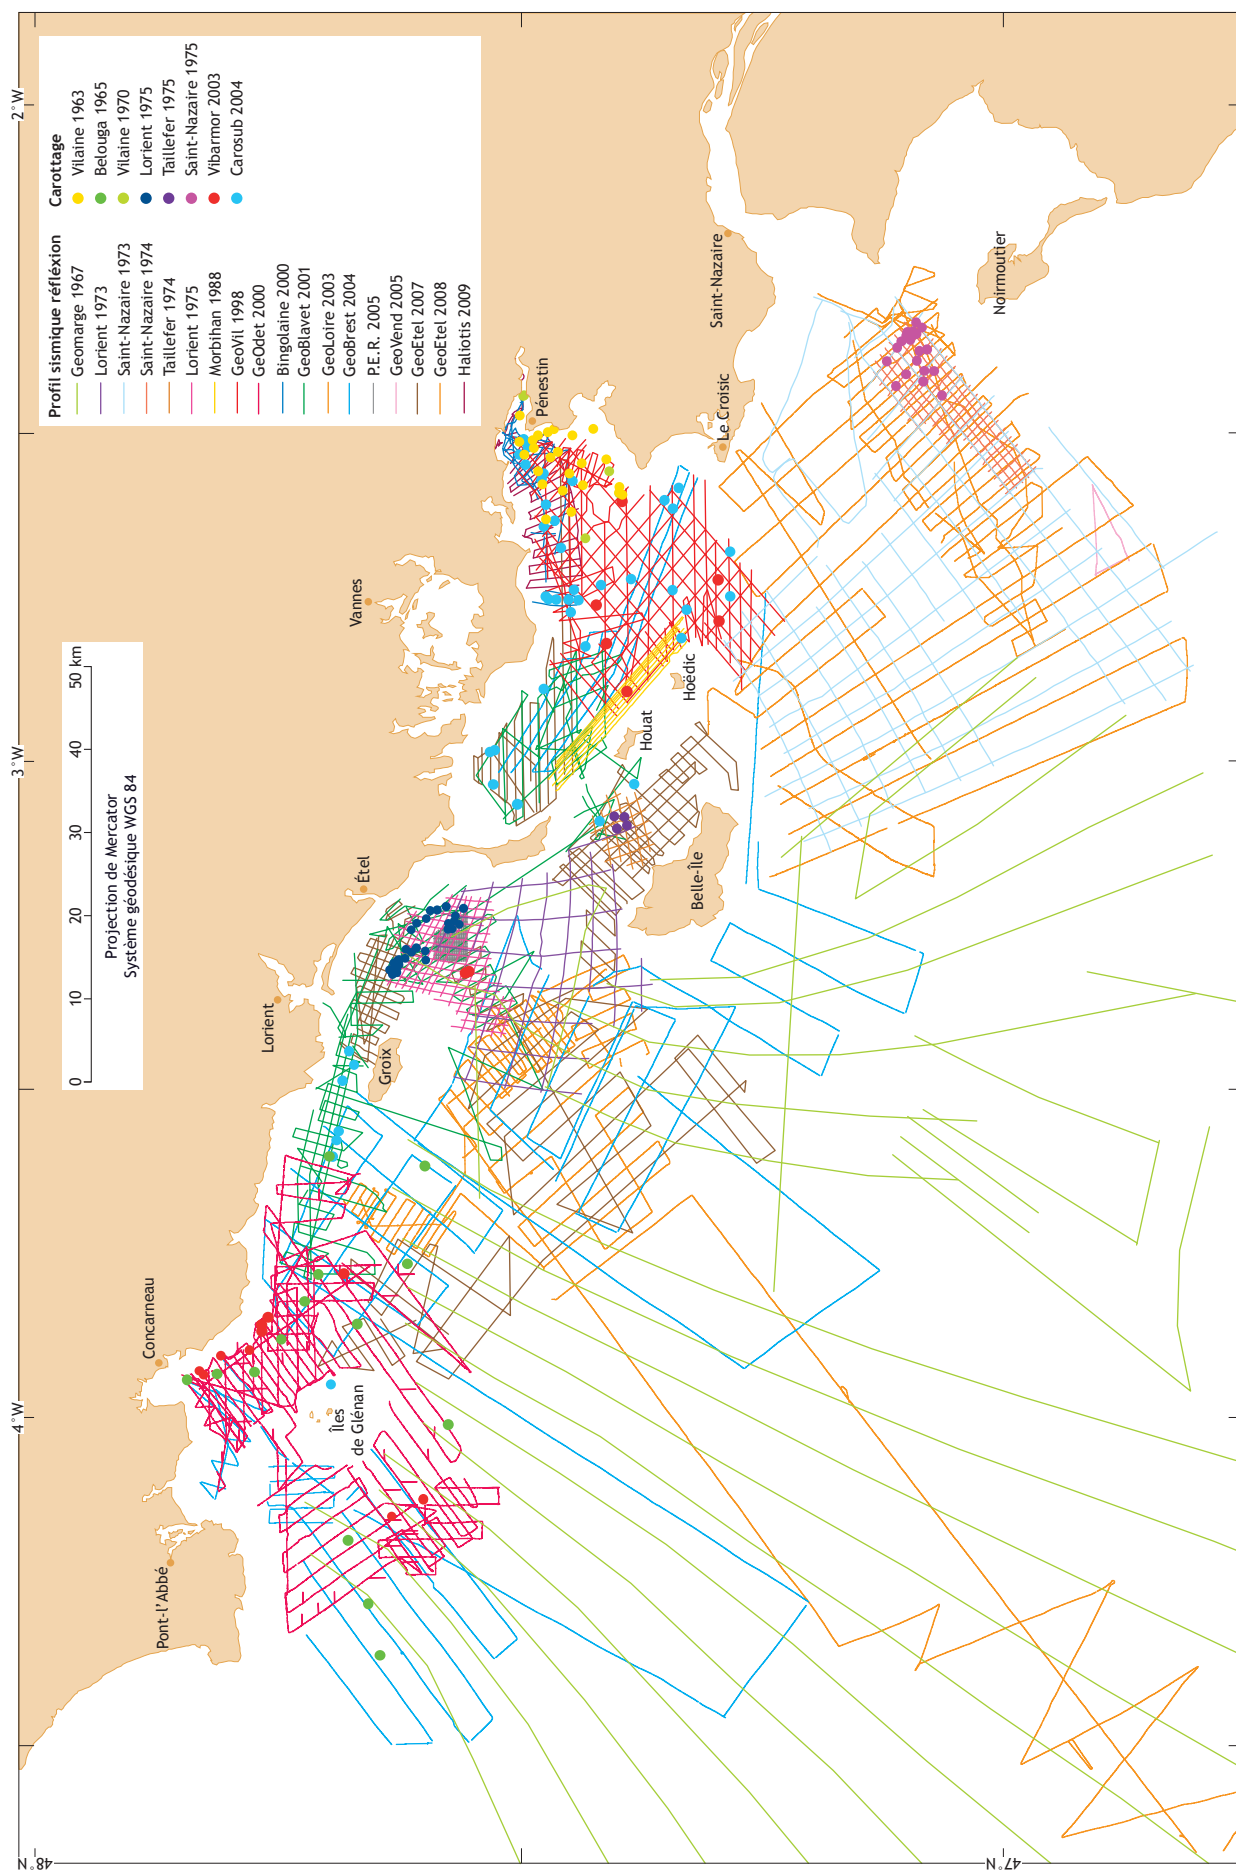 4°W
3°W
2°W
48°N
47°N
Projection de Mercator
Système géodésique WGS 84
0 10 20 30 40 50 km
Profil sismique réfléxion
Geomarge 1967
Lorient 1973
Saint-Nazaire 1973
Saint-Nazaire 1974
Taillefer 1974
Lorient 1975
Morbihan 1988
GeoVil 1998
GeOdet 2000
Bingolaine 2000
GeoBlavet 2001
GeoLoire 2003
GeoBrest 2004
P.E.R. 2005
GeoVend 2005
GeoEtel 2007
GeoEtel 2008
Haliotis 2009
Carottage
Vilaine 1963
Belouga 1965
Vilaine 1970
Lorient 1975
Taillefer 1975
Saint-Nazaire 1975
Vibarmor 2003
Carosub 2004
Pont-l'Abbé
Concarneau
Îles
de Glénan
Lorient
Groix
Étel
Belle-Île
Vannes
Houat
Hoëdic
Pénestin
Le Croisic
Saint-Nazaire
Noirmoutier